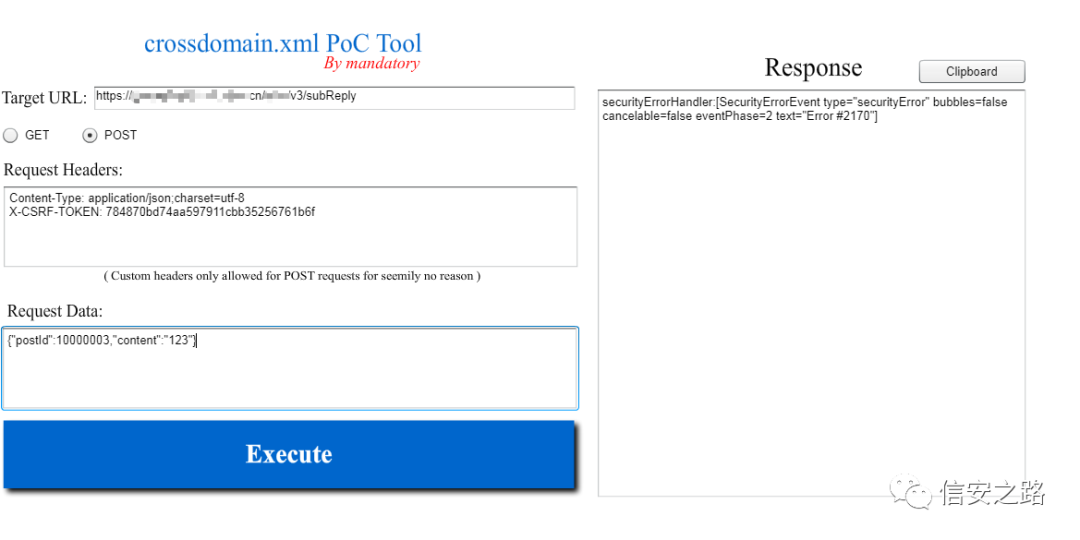 crossdomain.xml PoC Tool
By mandatory
Target URL: https:// cn/ /v3/subReply
GET POST
Request Headers:
Content-Type: application/json;charset=utf-8
X-CSRF-TOKEN: 784870bd74aa597911cbb35256761b6f
( Custom headers only allowed for POST requests for seemily no reason )
Request Data:
{"postId":10000003,"content":"123"}
Execute
Response
Clipboard
securityErrorHandler:[SecurityErrorEvent type="securityError" bubbles=false
cancelable=false eventPhase=2 text="Error #2170"]
信安之路